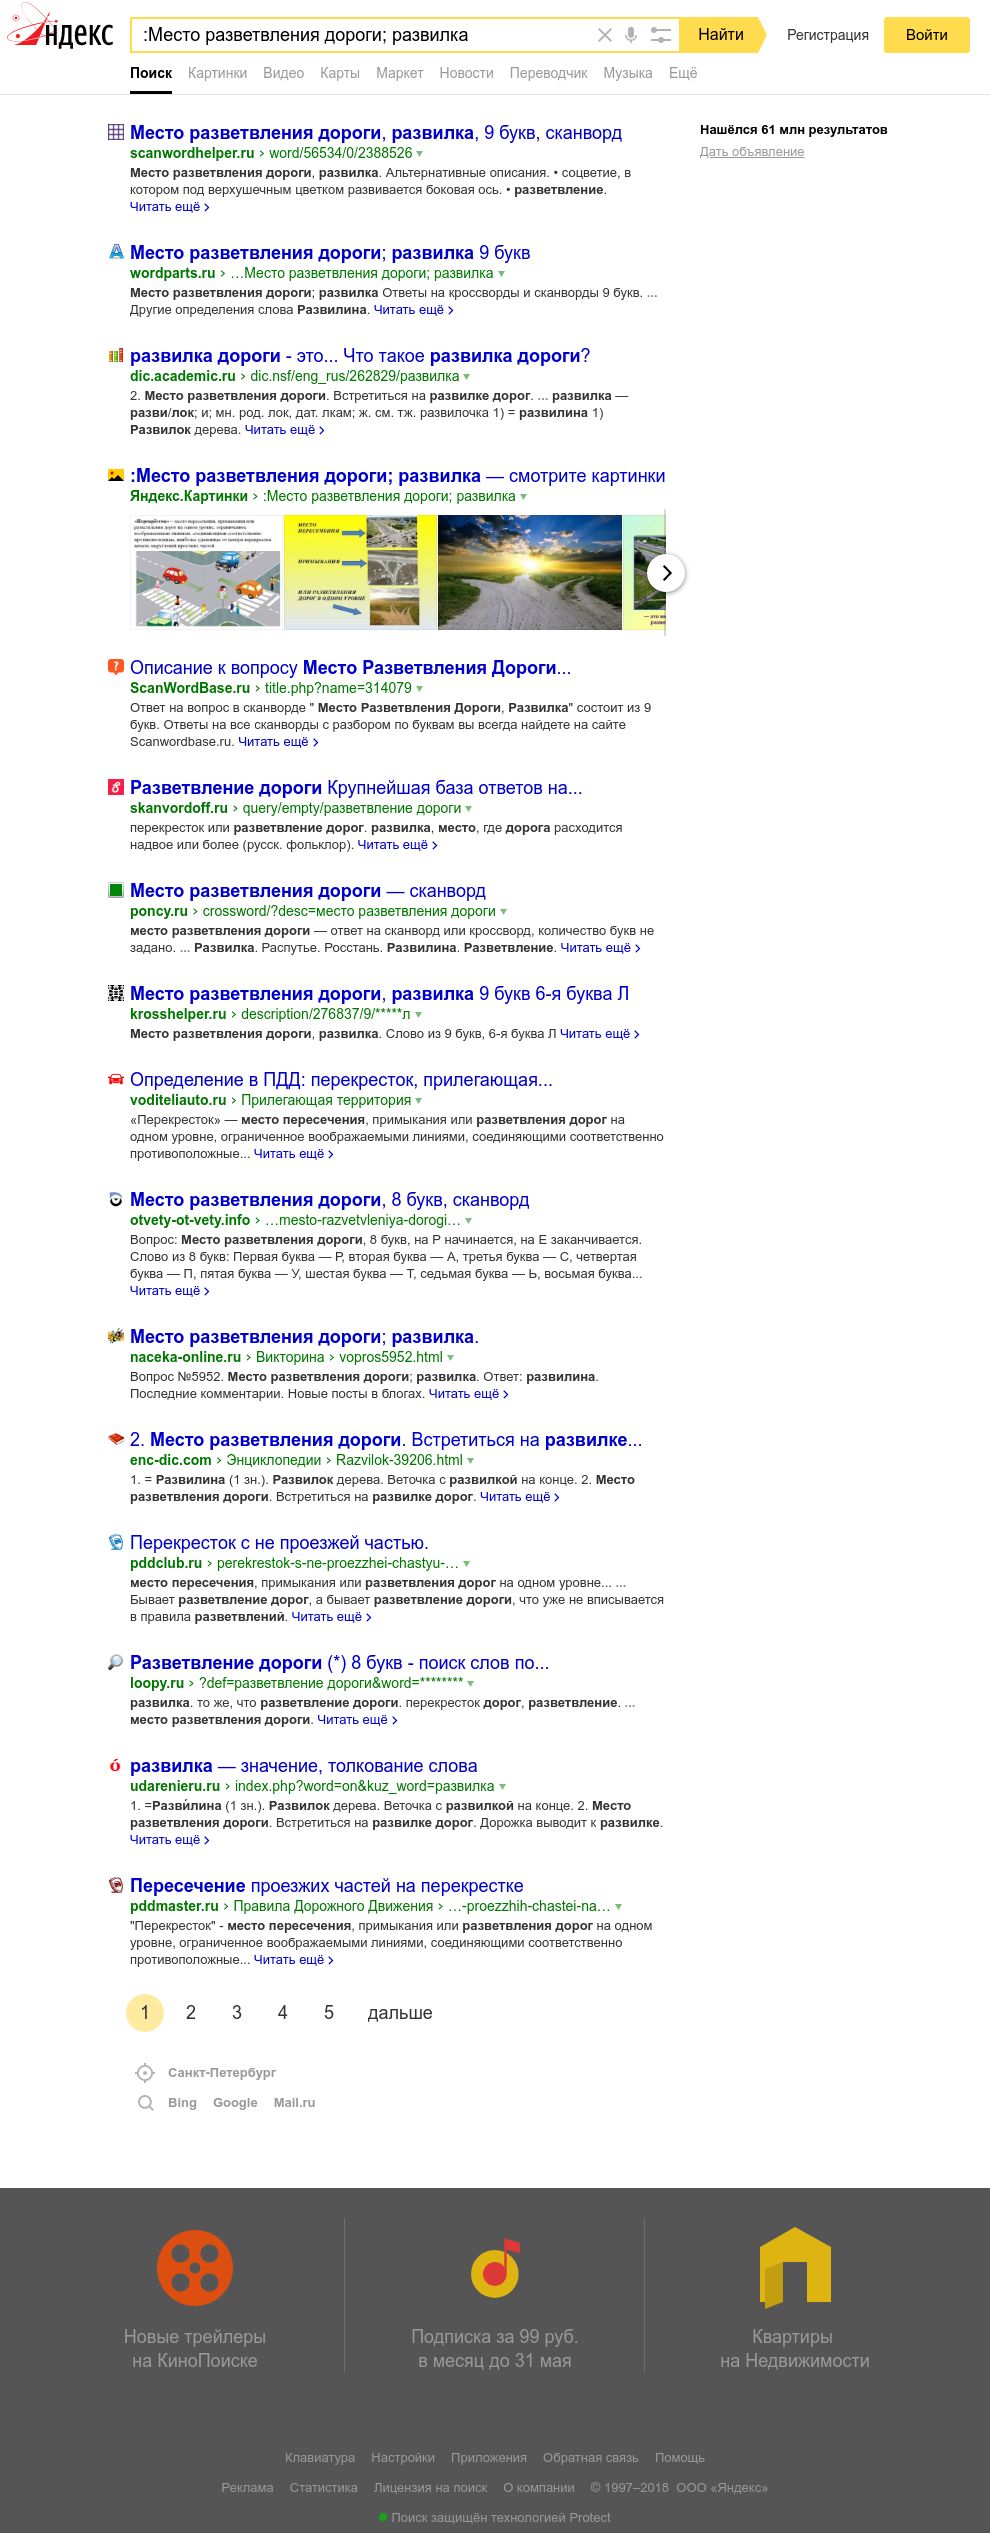 Яндекс
:Место разветвления дороги; развилка
Найти
Регистрация
Войти
Поиск Картинки Видео Карты Маркет Новости Переводчик Музыка Ещё
Нашёлся 61 млн результатов
Дать объявление
Место разветвления дороги, развилка, 9 букв, сканворд
scanwordhelper.ru › word/56534/0/2388526
Место разветвления дороги, развилка. Альтернативные описания. • соцветие, в
котором под верхушечным цветком развивается боковая ось. • разветвление.
Читать ещё ›
Место разветвления дороги; развилка 9 букв
wordparts.ru › …Место разветвления дороги; развилка
Место разветвления дороги; развилка Ответы на кроссворды и сканворды 9 букв. ...
Другие определения слова Развилина. Читать ещё ›
развилка дороги - это... Что такое развилка дороги?
dic.academic.ru › dic.nsf/eng_rus/262829/развилка
2. Место разветвления дороги. Встретиться на развилке дорог. ... развилка —
разви/лок; и; мн. род. лок, дат. лкам; ж. см. тж. развилочка 1) = развилина 1)
Развилок дерева. Читать ещё ›
:Место разветвления дороги; развилка — смотрите картинки
Яндекс.Картинки › :Место разветвления дороги; развилка
МЕСТО
ПЕРЕСЕЧЕНИЯ
ПРИМЫКАНИЯ
ИЛИ РАЗВЕТВЛЕНИЯ
ДОРОГ В ОДНОМ УРОВНЕ
Описание к вопросу Место Разветвления Дороги...
ScanWordBase.ru › title.php?name=314079
Ответ на вопрос в сканворде " Место Разветвления Дороги, Развилка" состоит из 9
букв. Ответы на все сканворды с разбором по буквам вы всегда найдете на сайте
Scanwordbase.ru. Читать ещё ›
Разветвление дороги Крупнейшая база ответов на...
skanvordoff.ru › query/empty/разветвление дороги
перекресток или разветвление дорог. развилка, место, где дорога расходится
надвое или более (русск. фольклор). Читать ещё ›
Место разветвления дороги — сканворд
poncy.ru › crossword/?desc=место разветвления дороги
место разветвления дороги — ответ на сканворд или кроссворд, количество букв не
задано. ... Развилка. Распутье. Росстань. Развилина. Разветвление. Читать ещё ›
Место разветвления дороги, развилка 9 букв 6-я буква Л
krosshelper.ru › description/276837/9/*****л
Место разветвления дороги, развилка. Слово из 9 букв, 6-я буква Л Читать ещё ›
Определение в ПДД: перекресток, прилегающая...
voditeliauto.ru › Прилегающая территория
«Перекресток» — место пересечения, примыкания или разветвления дорог на
одном уровне, ограниченное воображаемыми линиями, соединяющими соответственно
противоположные... Читать ещё ›
Место разветвления дороги, 8 букв, сканворд
otvety-ot-vety.info › …mesto-razvetvleniya-dorogi…
Вопрос: Место разветвления дороги, 8 букв, на Р начинается, на Е заканчивается.
Слово из 8 букв: Первая буква — Р, вторая буква — А, третья буква — С, четвертая
буква — П, пятая буква — У, шестая буква — Т, седьмая буква — Ь, восьмая буква...
Читать ещё ›
Место разветвления дороги; развилка.
naceka-online.ru › Викторина › vopros5952.html
Вопрос №5952. Место разветвления дороги; развилка. Ответ: развилина.
Последние комментарии. Новые посты в блогах. Читать ещё ›
2. Место разветвления дороги. Встретиться на развилке...
enc-dic.com › Энциклопедии › Razvilok-39206.html
1. = Развилина (1 зн.). Развилок дерева. Веточка с развилкой на конце. 2. Место
разветвления дороги. Встретиться на развилке дорог. Читать ещё ›
Перекресток с не проезжей частью.
pddclub.ru › perekrestok-s-ne-proezzhei-chastyu-…
место пересечения, примыкания или разветвления дорог на одном уровне... ...
Бывает разветвление дорог, а бывает разветвление дороги, что уже не вписывается
в правила разветвлений. Читать ещё ›
Разветвление дороги (*) 8 букв - поиск слов по...
loopy.ru › ?def=разветвление дороги&word=********
развилка. то же, что разветвление дороги. перекресток дорог, разветвление. ...
место разветвления дороги. Читать ещё ›
развилка — значение, толкование слова
udarenieru.ru › index.php?word=on&kuz_word=развилка
1. =Разви́лина (1 зн.). Развилок дерева. Веточка с развилкой на конце. 2. Место
разветвления дороги. Встретиться на развилке дорог. Дорожка выводит к развилке.
Читать ещё ›
Пересечение проезжих частей на перекрестке
pddmaster.ru › Правила Дорожного Движения › …-proezzhih-chastei-na…
"Перекресток" - место пересечения, примыкания или разветвления дорог на одном
уровне, ограниченное воображаемыми линиями, соединяющими соответственно
противоположные... Читать ещё ›
1 2 3 4 5 дальше
Санкт-Петербург
Bing Google Mail.ru
Новые трейлеры
на КиноПоиске
Подписка за 99 руб.
в месяц до 31 мая
Квартиры
на Недвижимости
Клавиатура Настройки Приложения Обратная связь Помощь
Реклама Статистика Лицензия на поиск О компании © 1997–2018 ООО «Яндекс»
Поиск защищён технологией Protect